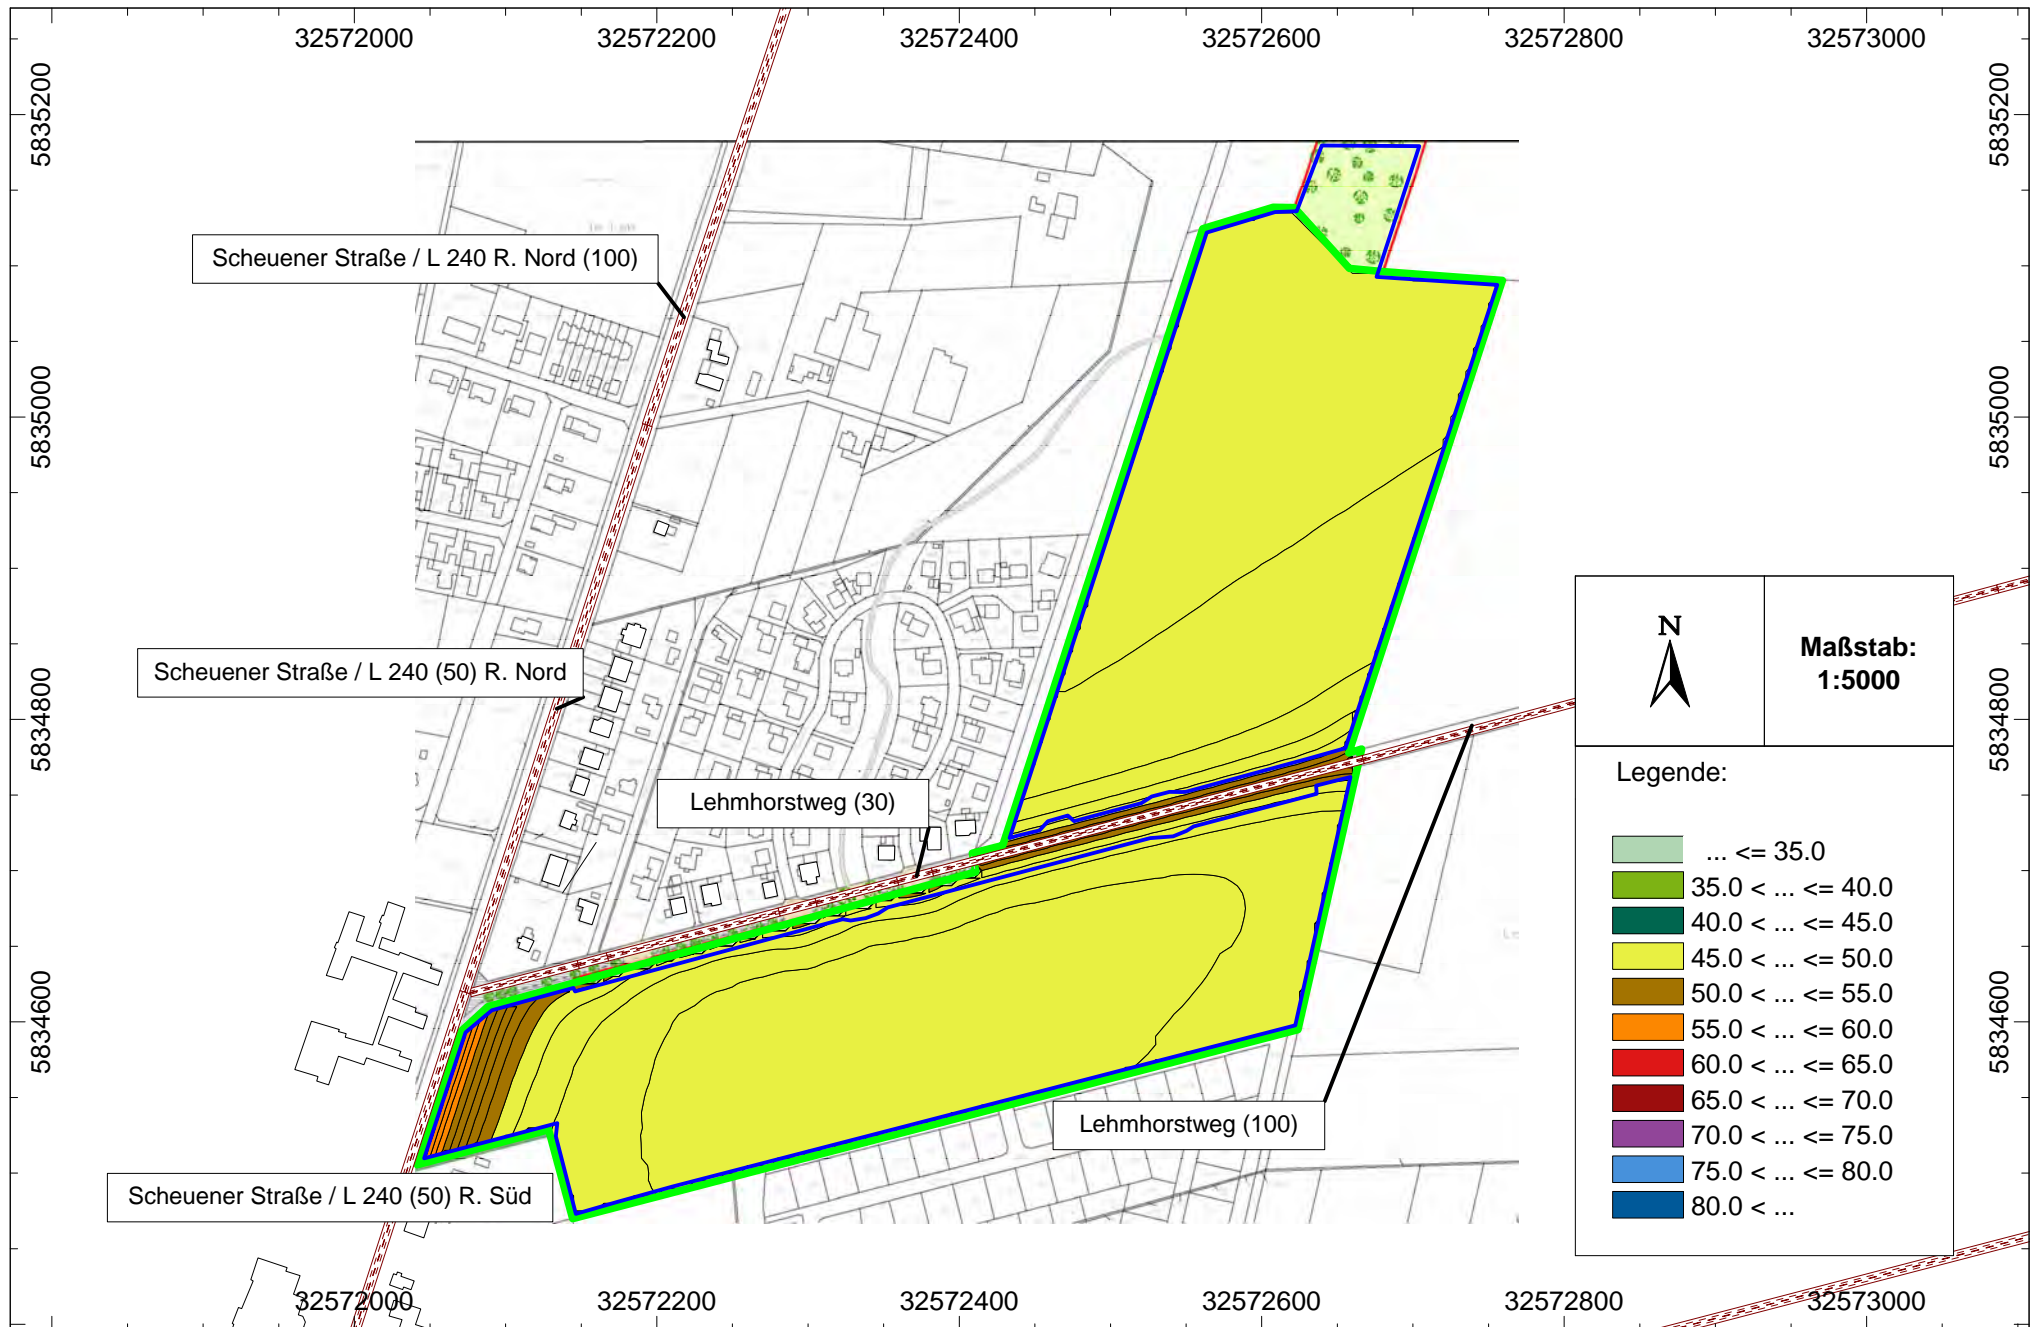 32572000 32572200 32572400 32572600 32572800 32573000
5835200 5835200
Scheuener Straße / L 240 R. Nord (100)
5835000 5835000
N
Maßstab:
1:5000
Scheuener Straße / L 240 (50) R. Nord
5834800 5834800
Legende:
Lehmhorstweg (30)
... <= 35.0
35.0 < ... <= 40.0
40.0 < ... <= 45.0
45.0 < ... <= 50.0
50.0 < ... <= 55.0
55.0 < ... <= 60.0
60.0 < ... <= 65.0
65.0 < ... <= 70.0
70.0 < ... <= 75.0
75.0 < ... <= 80.0
80.0 < ...
5834600 5834600
Lehmhorstweg (100)
Scheuener Straße / L 240 (50) R. Süd
32572000 32572200 32572400 32572600 32572800 32573000